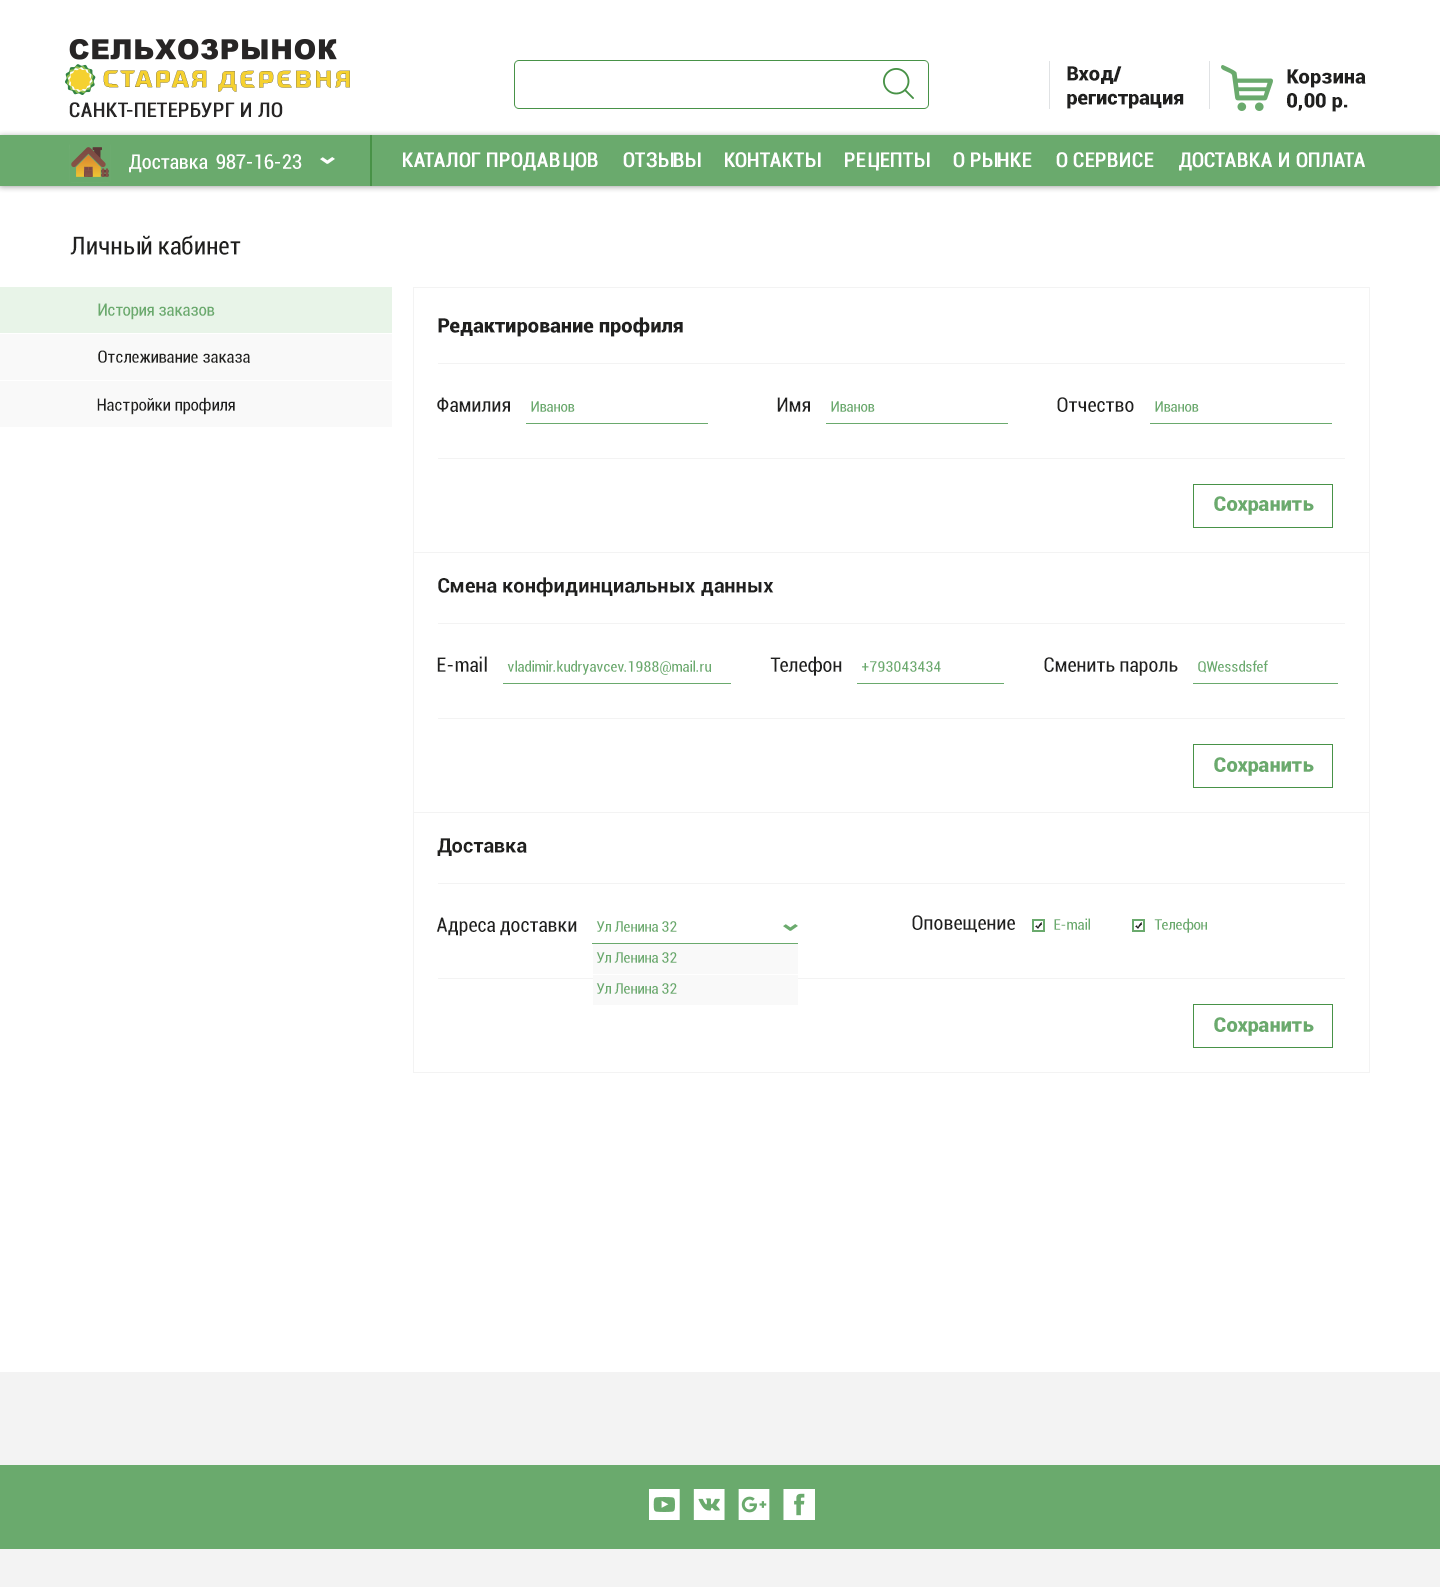 СЕЛЬХОЗРЫНОК
СТАРАЯ ДЕРЕВНЯ
САНКТ-ПЕТЕРБУРГ И ЛО
Вход/
регистрация
Корзина
0,00 р.
Доставка 987-16-23
КАТАЛОГ ПРОДАВЦОВ ОТЗЫВЫ КОНТАКТЫ РЕЦЕПТЫ О РЫНКЕ О СЕРВИСЕ ДОСТАВКА И ОПЛАТА
Личный кабинет
История заказов
Отслеживание заказа
Настройки профиля
Редактирование профиля
Фамилия Иванов Имя Иванов Отчество Иванов
Сохранить
Смена конфидинциальных данных
E-mail vladimir.kudryavcev.1988@mail.ru Телефон +793043434 Сменить пароль QWessdsfef
Сохранить
Доставка
Адреса доставки Ул Ленина 32 Оповещение E-mail Телефон
Ул Ленина 32
Ул Ленина 32
Сохранить